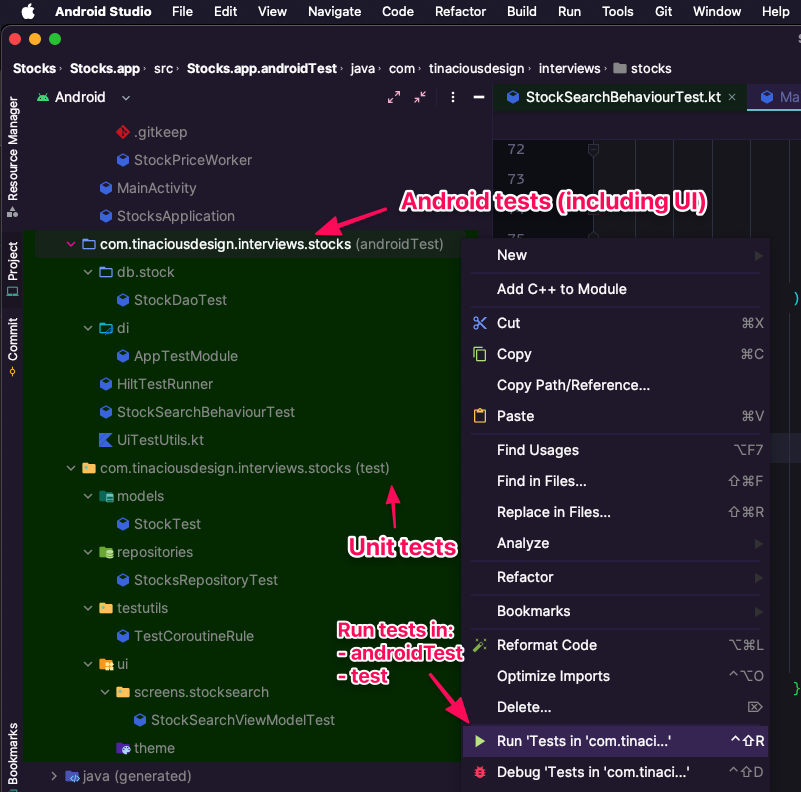 Android Studio File Edit View Navigate Code Refactor Build Run Tools Git Window Help
Stocks › Stocks.app › src › Stocks.app.androidTest › java › com › tinaciousdesign › interviews › stocks
Resource Manager
Project
Commit
Bookmarks
Android
.gitkeep
StockPriceWorker
MainActivity
StocksApplication
com.tinaciousdesign.interviews.stocks (androidTest)
db.stock
StockDaoTest
di
AppTestModule
HiltTestRunner
StockSearchBehaviourTest
UiTestUtils.kt
com.tinaciousdesign.interviews.stocks (test)
models
StockTest
repositories
StocksRepositoryTest
testutils
TestCoroutineRule
ui
screens.stocksearch
StockSearchViewModelTest
theme
java (generated)
StockSearchBehaviourTest.kt ×
Ma
72
73
Android tests (including UI)
Unit tests
Run tests in:
- androidTest
- test
)
}
New
Add C++ to Module
Cut ⌘X
Copy ⌘C
Copy Path/Reference...
Paste ⌘V
Find Usages ⌥F7
Find in Files... ⇧⌘F
Replace in Files... ⇧⌘R
Analyze
Refactor
Bookmarks
Reformat Code ⌥⌘L
Optimize Imports ⌃⌥O
Delete... ⌦
Run 'Tests in 'com.tinaci...' ⌃⇧R
Debug 'Tests in 'com.tinaci...' ⌃⇧D